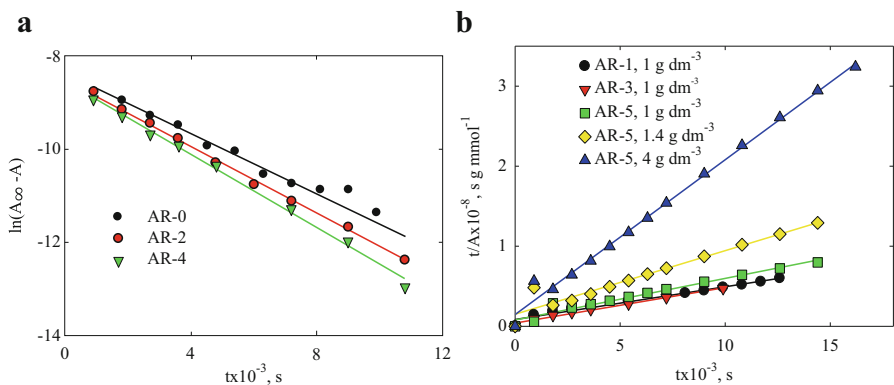 a
-8
-10
-12
-14
ln(A∞ -A)
AR-0
AR-2
AR-4
0
4
8
12
tx10⁻³, s
b
3
2
1
0
t/Ax10⁻⁸, s g mmol⁻¹
AR-1, 1 g dm⁻³
AR-3, 1 g dm⁻³
AR-5, 1 g dm⁻³
AR-5, 1.4 g dm⁻³
AR-5, 4 g dm⁻³
0
5
10
15
tx10⁻³, s